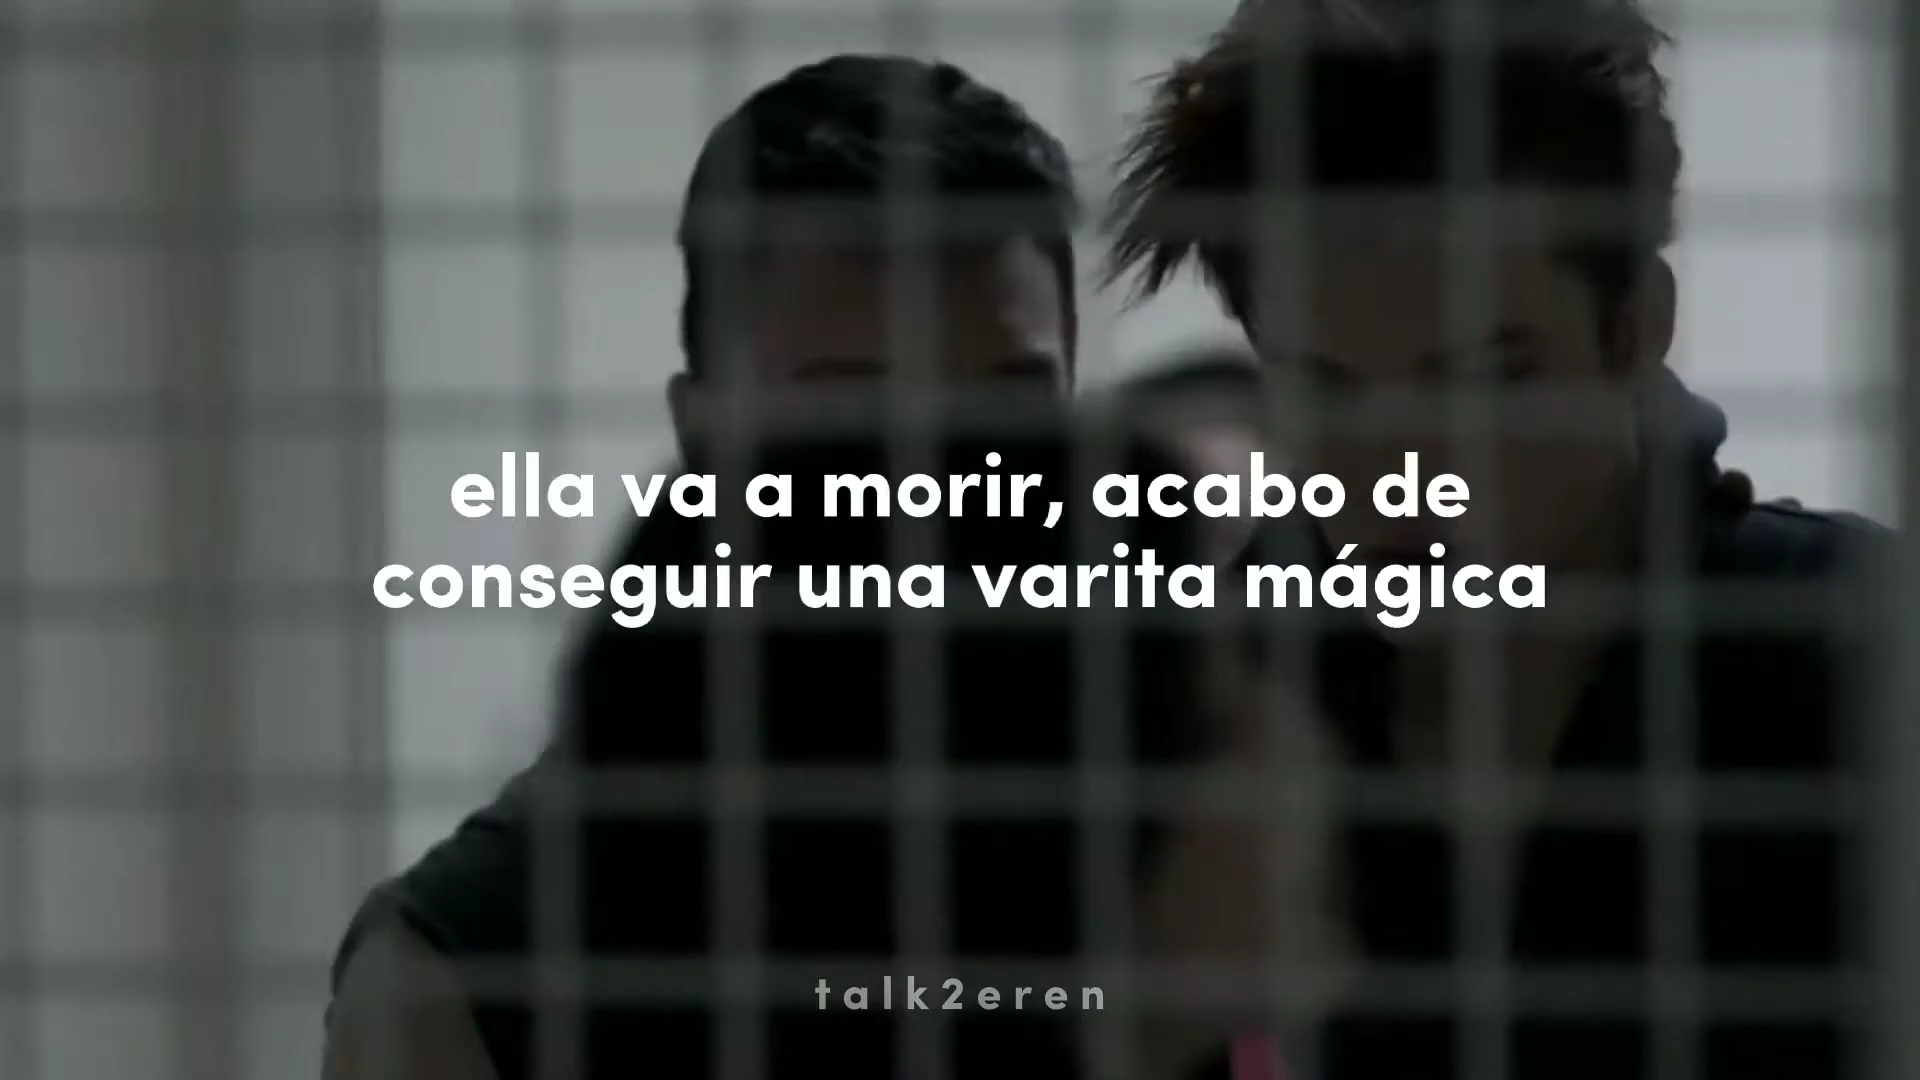 ella va a morir, acabo de
conseguir una varita mágica
talk2eren